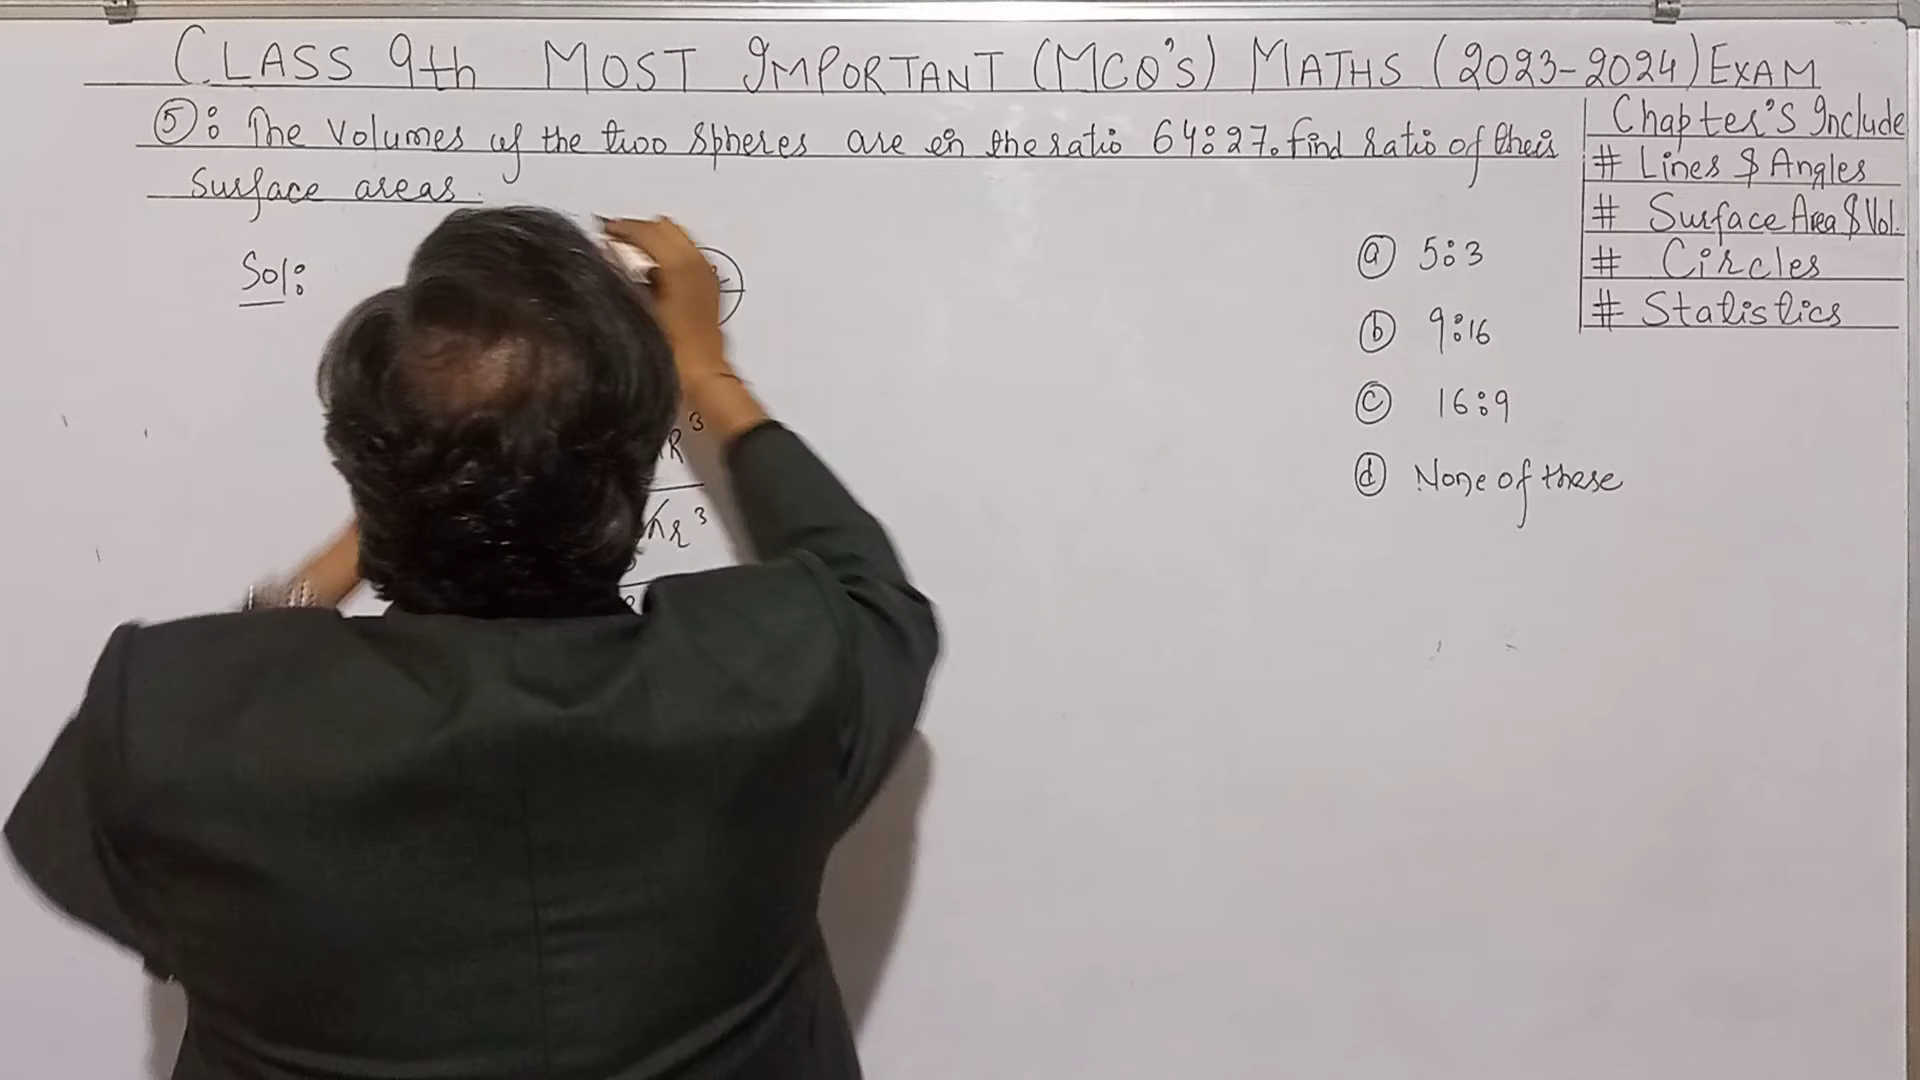 CLASS 9th MOST IMPORTANT (MCQ'S) MATHS (2023-2024) EXAM
⑤: The Volumes of the two Spheres are in the ratio 64:27. find Ratio of their
Surface areas.
Sol:
R³
πr³
ⓐ 5:3
ⓑ 9:16
ⓒ 16:9
ⓓ None of these
Chapter's Include
# Lines & Angles
# Surface Area & Vol.
# Circles
# Statistics